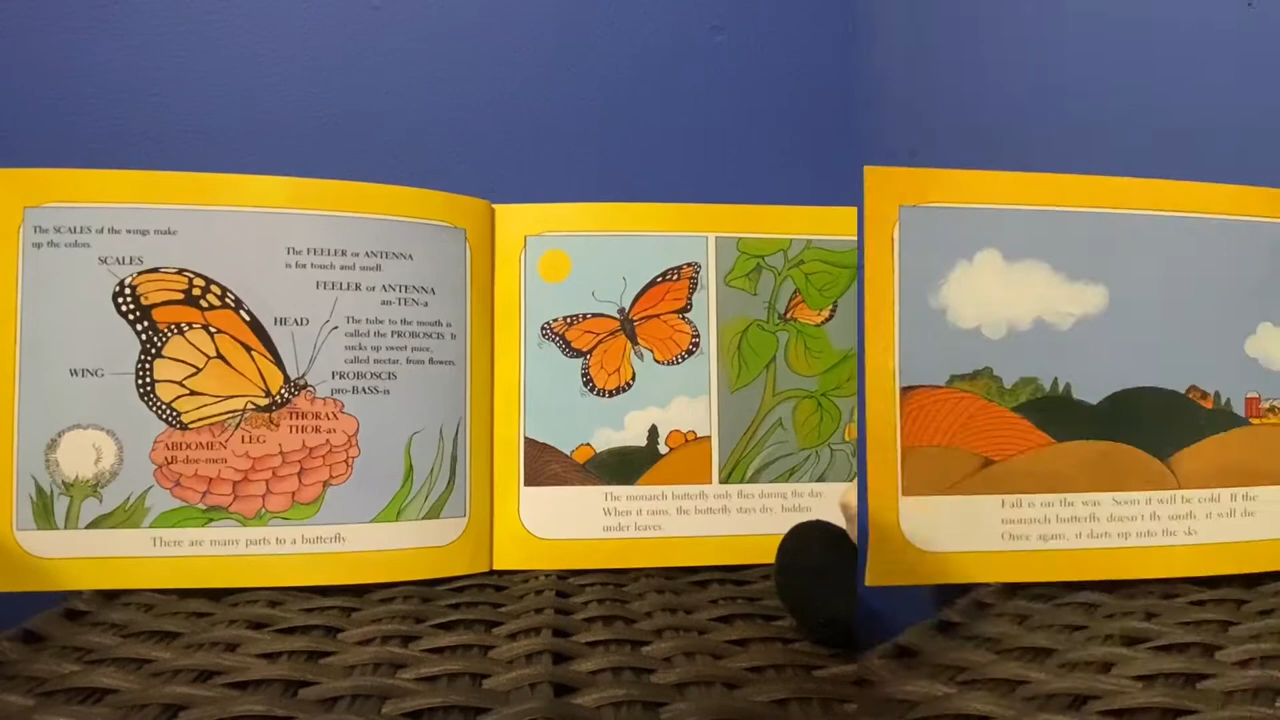 The SCALES of the wings make
up the colors.
SCALES
The FEELER or ANTENNA
is for touch and smell.
FEELER or ANTENNA
an-TEN-a
HEAD
The tube to the mouth is
called the PROBOSCIS. It
sucks up sweet juice,
called nectar, from flowers.
WING
PROBOSCIS
pro-BASS-is
THORAX
THOR-ax
LEG
ABDOMEN
AB-doe-men
There are many parts to a butterfly.
The monarch butterfly only flies during the day.
When it rains, the butterfly stays dry, hidden
under leaves.
Fall is on the way. Soon it will be cold. If the
monarch butterfly doesn't fly south, it will die.
Once again, it darts up into the sky.